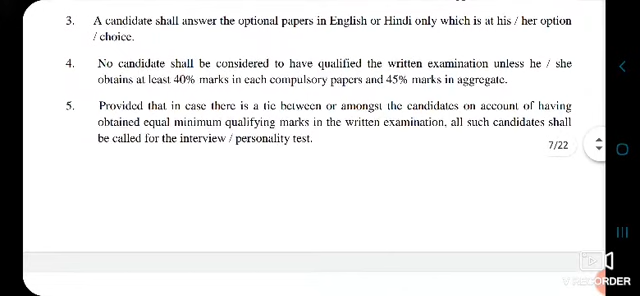 3. A candidate shall answer the optional papers in English or Hindi only which is at his / her option
/ choice.
4. No candidate shall be considered to have qualified the written examination unless he / she
obtains at least 40% marks in each compulsory papers and 45% marks in aggregate.
5. Provided that in case there is a tie between or amongst the candidates on account of having
obtained equal minimum qualifying marks in the written examination, all such candidates shall
be called for the interview / personality test.
7/22
V RECORDER